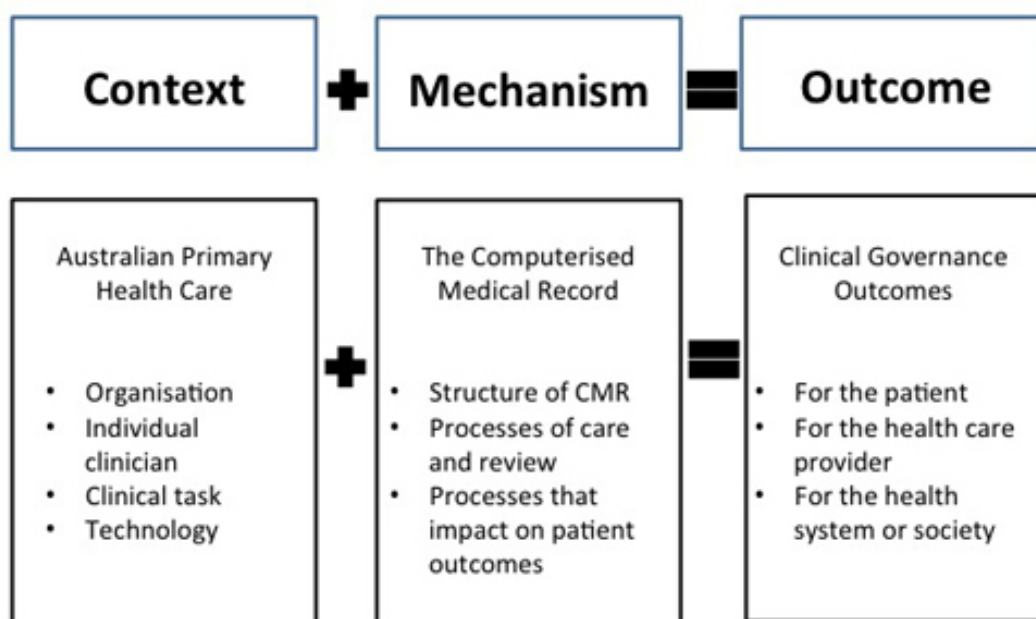 Context + Mechanism = Outcome
Australian Primary
Health Care
• Organisation
• Individual
clinician
• Clinical task
• Technology
+
The Computerised
Medical Record
• Structure of CMR
• Processes of care
and review
• Processes that
impact on patient
outcomes
=
Clinical Governance
Outcomes
• For the patient
• For the health care
provider
• For the health
system or society